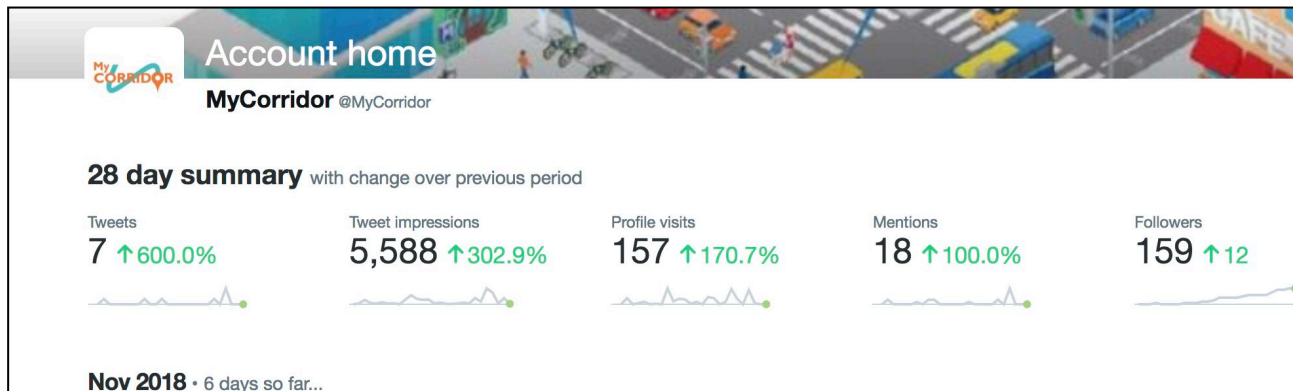 Account home
My
CORRIDOR
MyCorridor @MyCorridor
CAFE
28 day summary with change over previous period
Tweets
7 ↑600.0%
Tweet impressions
5,588 ↑302.9%
Profile visits
157 ↑170.7%
Mentions
18 ↑100.0%
Followers
159 ↑12
Nov 2018 • 6 days so far...